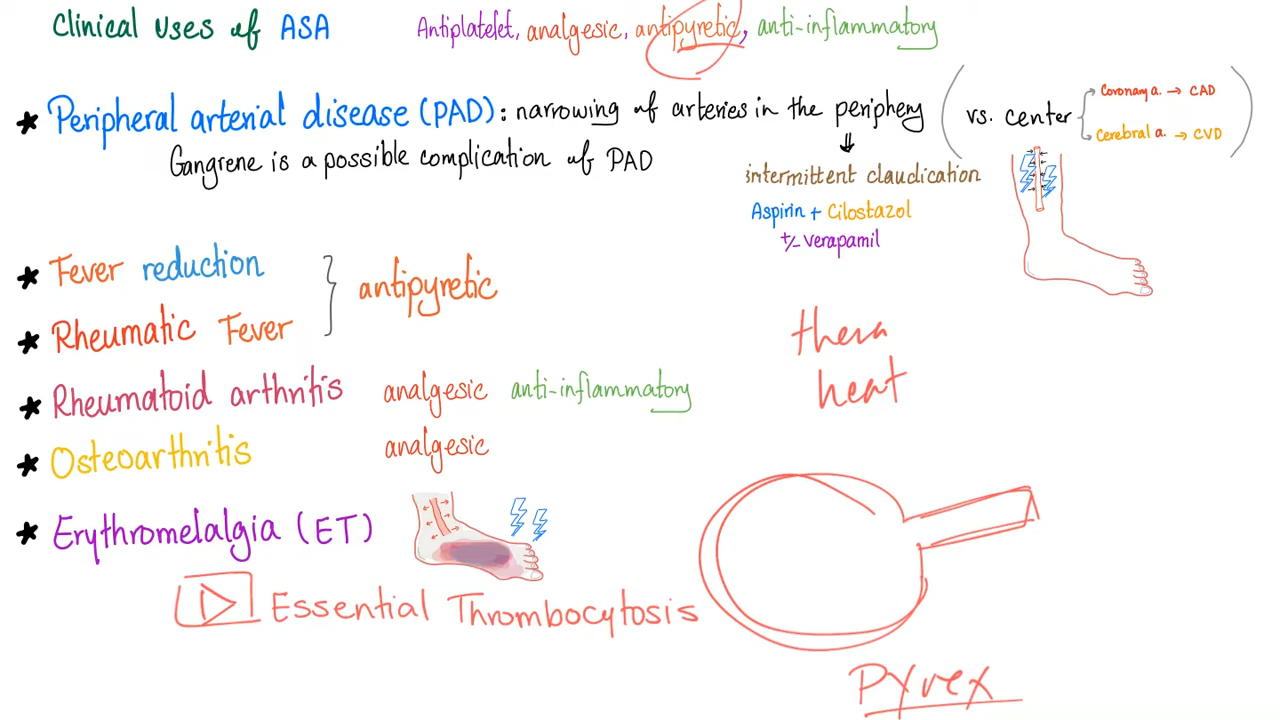 Clinical uses of ASA
Antiplatelet, analgesic, antipyretic, anti-inflammatory
* Peripheral arterial disease (PAD): narrowing of arteries in the periphery
vs. center
Coronary a. → CAD
Cerebral a. → CVD
Gangrene is a possible complication of PAD
intermittent claudication
Aspirin + Cilostazol
+/- verapamil
* Fever reduction
* Rheumatic Fever
antipyretic
thera
heat
* Rheumatoid arthritis analgesic anti-inflammatory
* Osteoarthritis analgesic
* Erythromelalgia (ET)
Essential Thrombocytosis
Pyrex